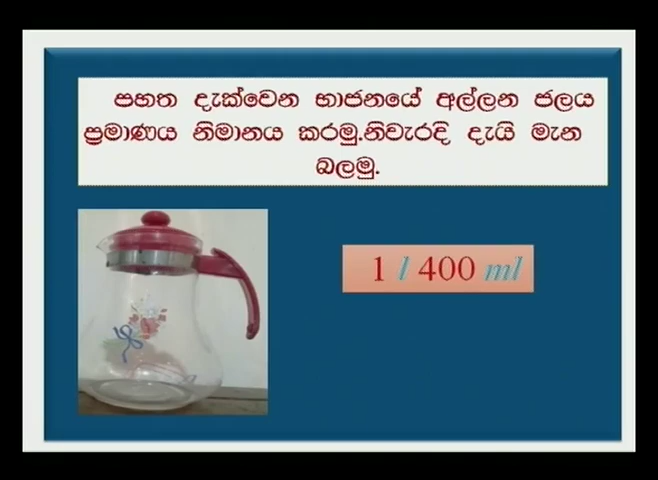 පහත දැක්වෙන භාජනයේ අල්ලන ජලය
ප්‍රමාණය නිමානය කරමු.නිවැරදි දැයි මැන
බලමු.
1 l 400 ml